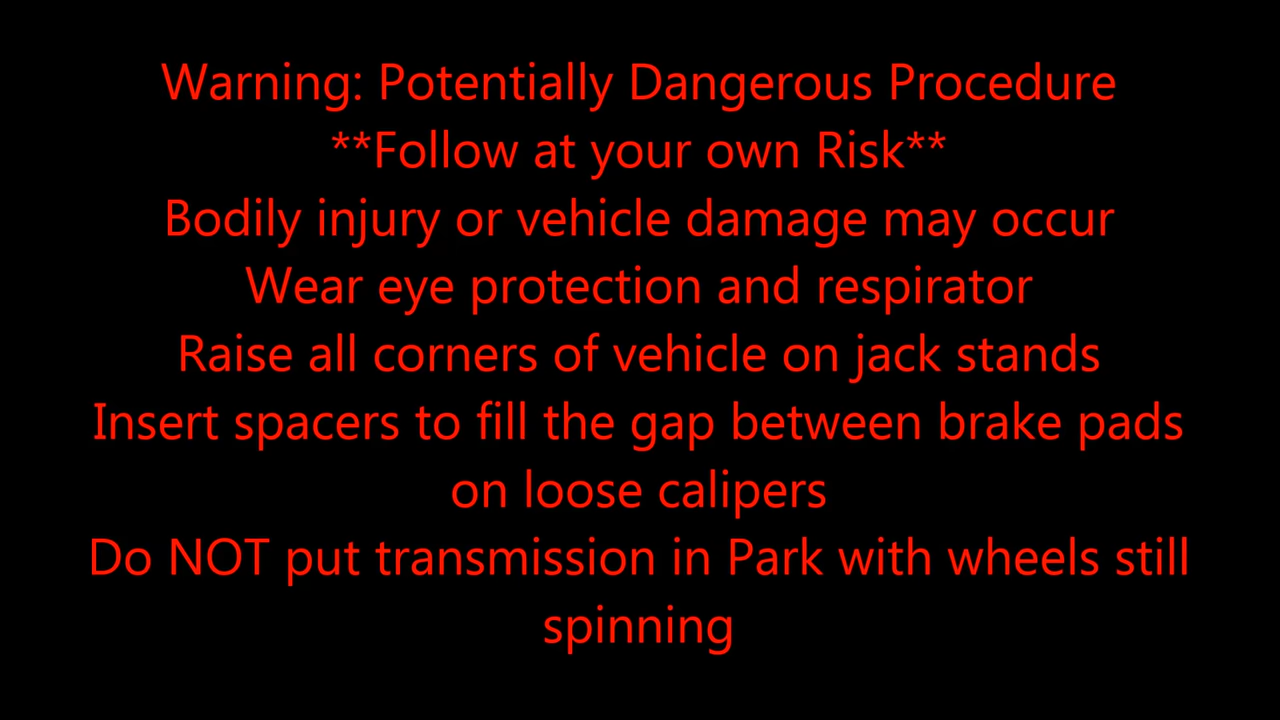 Warning: Potentially Dangerous Procedure
**Follow at your own Risk**
Bodily injury or vehicle damage may occur
Wear eye protection and respirator
Raise all corners of vehicle on jack stands
Insert spacers to fill the gap between brake pads
on loose calipers
Do NOT put transmission in Park with wheels still
spinning